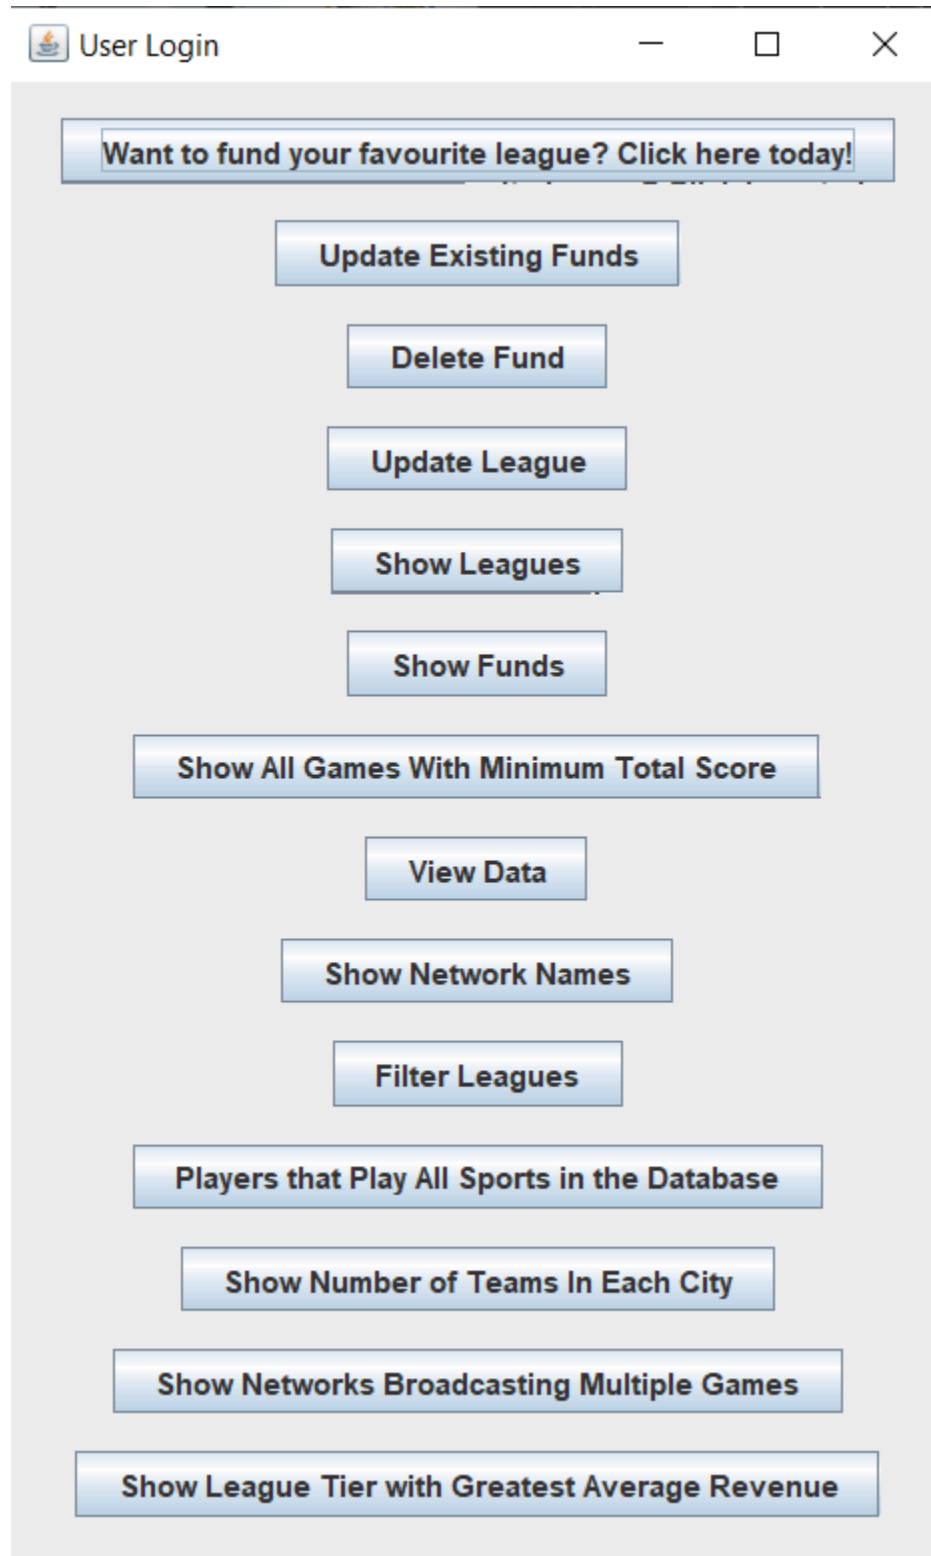 User Login
Want to fund your favourite league? Click here today!
Update Existing Funds
Delete Fund
Update League
Show Leagues
Show Funds
Show All Games With Minimum Total Score
View Data
Show Network Names
Filter Leagues
Players that Play All Sports in the Database
Show Number of Teams In Each City
Show Networks Broadcasting Multiple Games
Show League Tier with Greatest Average Revenue